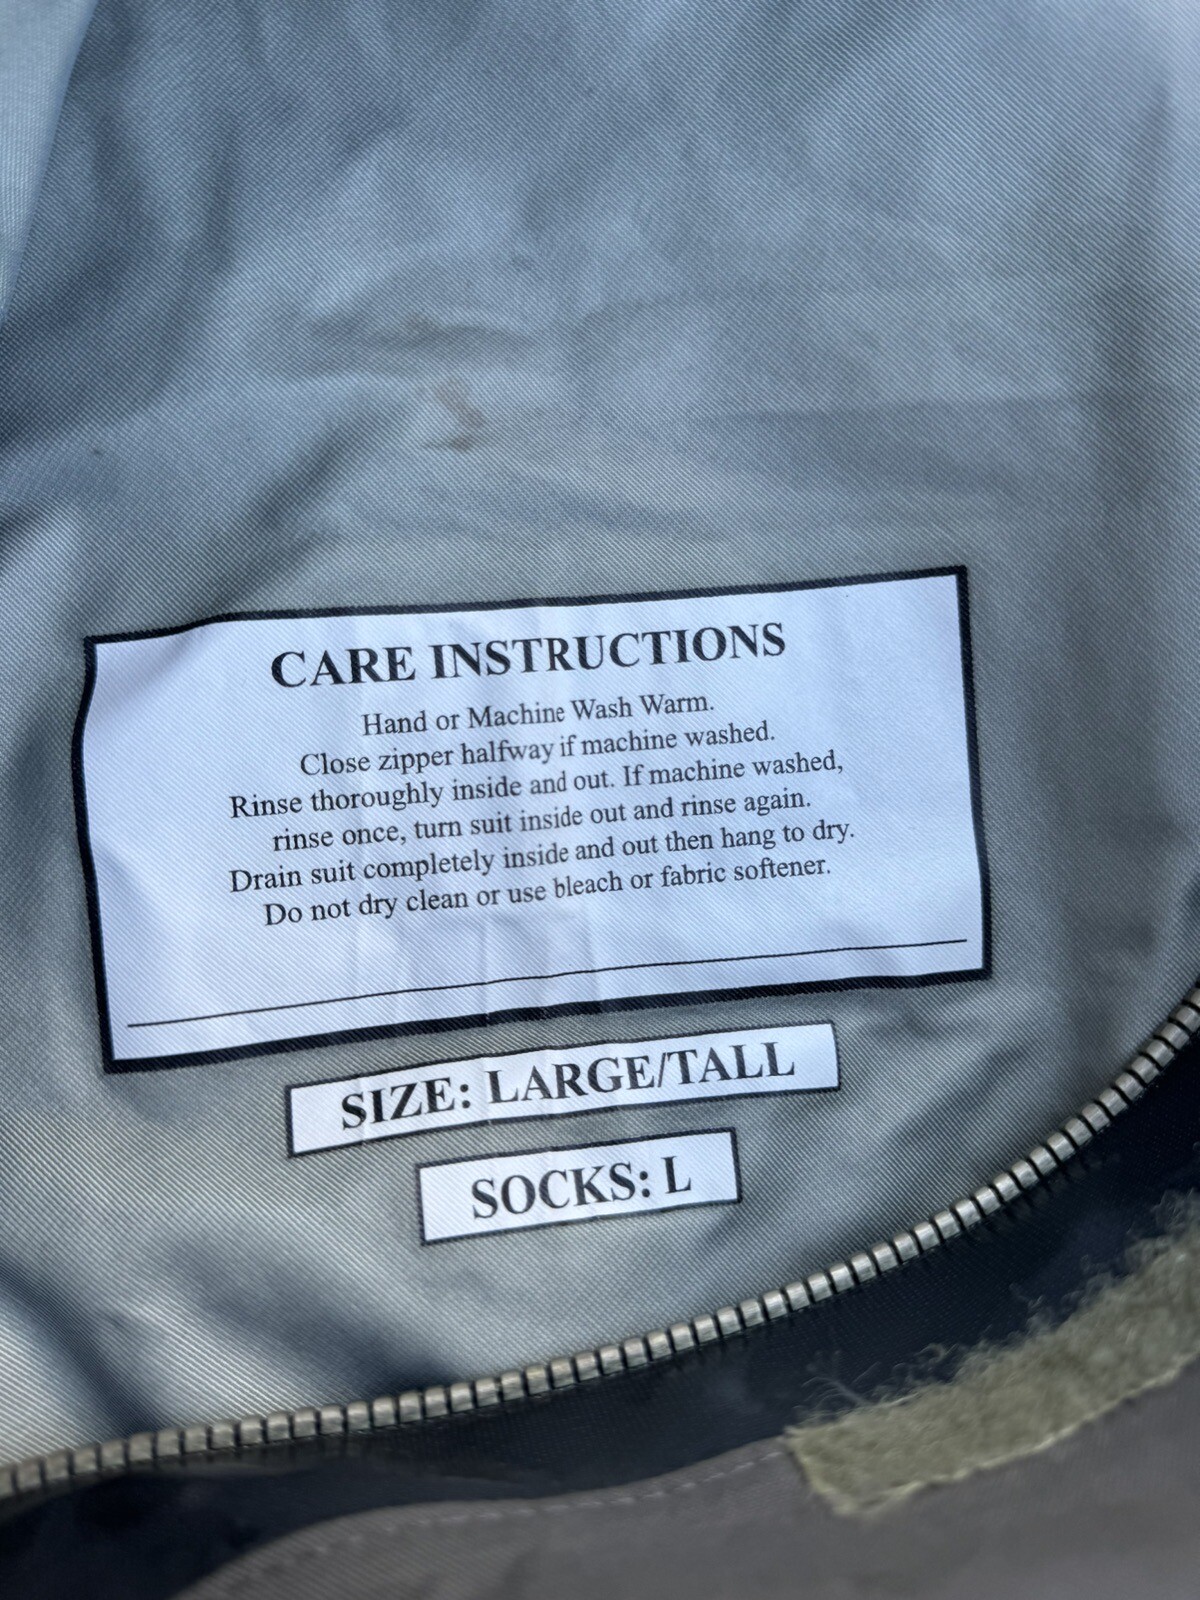 CARE INSTRUCTIONS
Hand or Machine Wash Warm.
Close zipper halfway if machine washed.
Rinse thoroughly inside and out. If machine washed,
rinse once, turn suit inside out and rinse again.
Drain suit completely inside and out then hang to dry.
Do not dry clean or use bleach or fabric softener.
SIZE: LARGE/TALL
SOCKS: L